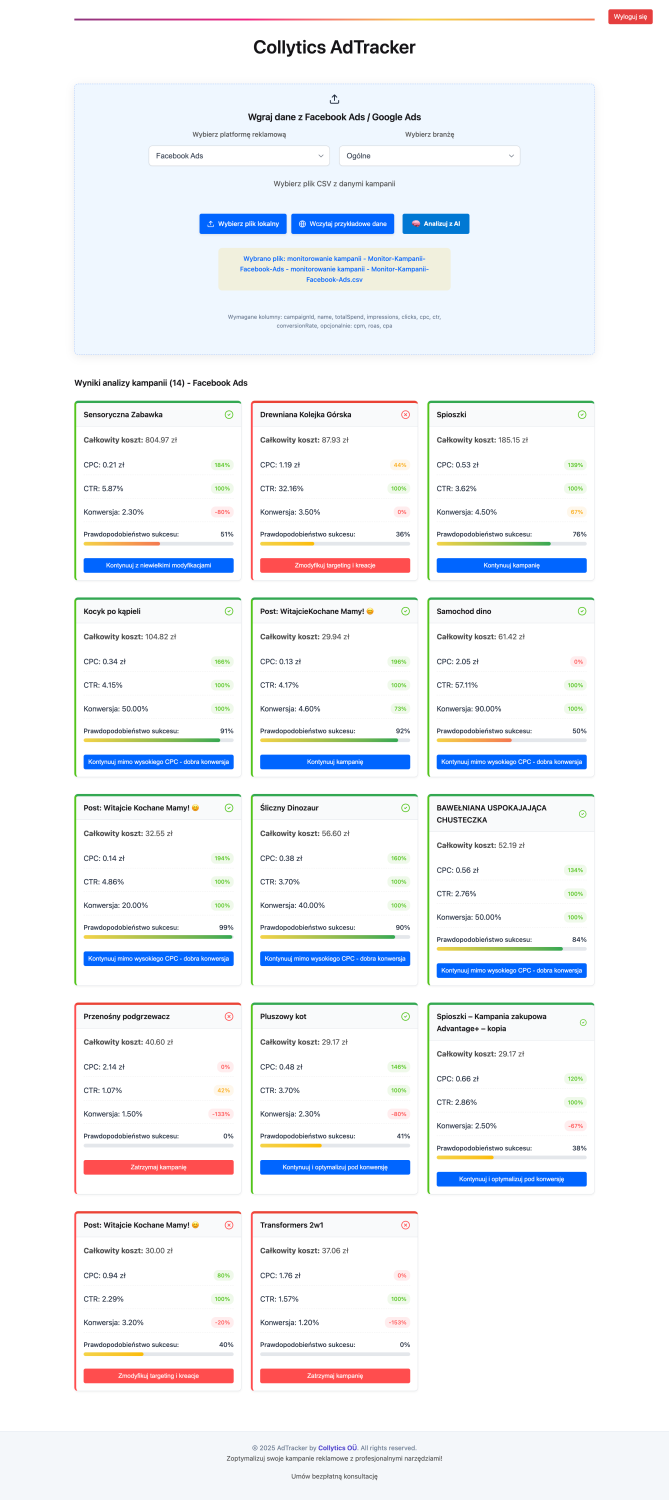 Wyloguj się
Collytics AdTracker
Wgraj dane z Facebook Ads / Google Ads
Wybierz platformę reklamową
Wybierz branżę
Facebook Ads
Ogólne
Wybierz plik CSV z danymi kampanii
Wybierz plik lokalny
Wczytaj przykładowe dane
🧠 Analizuj z AI
Wybrano plik: monitorowanie kampanii - Monitor-Kampanii-
Facebook-Ads - monitorowanie kampanii - Monitor-Kampanii-
Facebook-Ads.csv
Wymagane kolumny: campaignId, name, totalSpend, impressions, clicks, cpc, ctr,
conversionRate, opcjonalnie: cpm, roas, cpa
Wyniki analizy kampanii (14) - Facebook Ads
Sensoryczna Zabawka
Całkowity koszt: 804.97 zł
CPC: 0.21 zł 184%
CTR: 5.87% 100%
Konwersja: 2.30% -80%
Prawdopodobieństwo sukcesu: 51%
Kontynuuj z niewielkimi modyfikacjami
Drewniana Kolejka Górska
Całkowity koszt: 87.93 zł
CPC: 1.19 zł 44%
CTR: 32.16% 100%
Konwersja: 3.50% 0%
Prawdopodobieństwo sukcesu: 36%
Zmodyfikuj targeting i kreacje
Spioszki
Całkowity koszt: 185.15 zł
CPC: 0.53 zł 139%
CTR: 3.62% 100%
Konwersja: 4.50% 67%
Prawdopodobieństwo sukcesu: 76%
Kontynuuj kampanię
Kocyk po kąpieli
Całkowity koszt: 104.82 zł
CPC: 0.34 zł 166%
CTR: 4.15% 100%
Konwersja: 50.00% 100%
Prawdopodobieństwo sukcesu: 91%
Kontynuuj mimo wysokiego CPC - dobra konwersja
Post: WitajcieKochane Mamy! 😊
Całkowity koszt: 29.94 zł
CPC: 0.13 zł 196%
CTR: 4.17% 100%
Konwersja: 4.60% 73%
Prawdopodobieństwo sukcesu: 92%
Kontynuuj kampanię
Samochod dino
Całkowity koszt: 61.42 zł
CPC: 2.05 zł 0%
CTR: 57.11% 100%
Konwersja: 90.00% 100%
Prawdopodobieństwo sukcesu: 50%
Kontynuuj mimo wysokiego CPC - dobra konwersja
Post: Witajcie Kochane Mamy! 😊
Całkowity koszt: 32.55 zł
CPC: 0.14 zł 194%
CTR: 4.86% 100%
Konwersja: 20.00% 100%
Prawdopodobieństwo sukcesu: 99%
Kontynuuj mimo wysokiego CPC - dobra konwersja
Śliczny Dinozaur
Całkowity koszt: 56.60 zł
CPC: 0.38 zł 160%
CTR: 3.70% 100%
Konwersja: 40.00% 100%
Prawdopodobieństwo sukcesu: 90%
Kontynuuj mimo wysokiego CPC - dobra konwersja
BAWEŁNIANA USPOKAJAJĄCA
CHUSTECZKA
Całkowity koszt: 52.19 zł
CPC: 0.56 zł 134%
CTR: 2.76% 100%
Konwersja: 50.00% 100%
Prawdopodobieństwo sukcesu: 84%
Kontynuuj mimo wysokiego CPC - dobra konwersja
Przenośny podgrzewacz
Całkowity koszt: 40.60 zł
CPC: 2.14 zł 0%
CTR: 1.07% 42%
Konwersja: 1.50% -133%
Prawdopodobieństwo sukcesu: 0%
Zatrzymaj kampanię
Pluszowy kot
Całkowity koszt: 29.17 zł
CPC: 0.48 zł 146%
CTR: 3.70% 100%
Konwersja: 2.30% -80%
Prawdopodobieństwo sukcesu: 41%
Kontynuuj i optymalizuj pod konwersję
Spioszki – Kampania zakupowa
Advantage+ – kopia
Całkowity koszt: 29.17 zł
CPC: 0.66 zł 120%
CTR: 2.86% 100%
Konwersja: 2.50% -67%
Prawdopodobieństwo sukcesu: 38%
Kontynuuj i optymalizuj pod konwersję
Post: Witajcie Kochane Mamy! 😊
Całkowity koszt: 30.00 zł
CPC: 0.94 zł 80%
CTR: 2.29% 100%
Konwersja: 3.20% -20%
Prawdopodobieństwo sukcesu: 40%
Zmodyfikuj targeting i kreacje
Transformers 2w1
Całkowity koszt: 37.06 zł
CPC: 1.76 zł 0%
CTR: 1.57% 100%
Konwersja: 1.20% -153%
Prawdopodobieństwo sukcesu: 0%
Zatrzymaj kampanię
© 2025 AdTracker by Collytics OÜ. All rights reserved.
Zoptymalizuj swoje kampanie reklamowe z profesjonalnymi narzędziami!
Umów bezpłatną konsultację